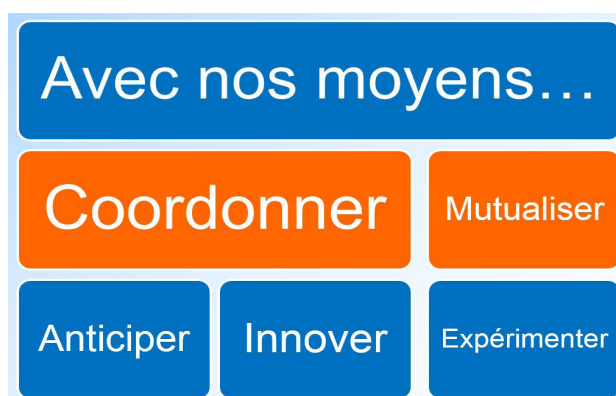 Avec nos moyens…
Coordonner
Mutualiser
Anticiper
Innover
Expérimenter